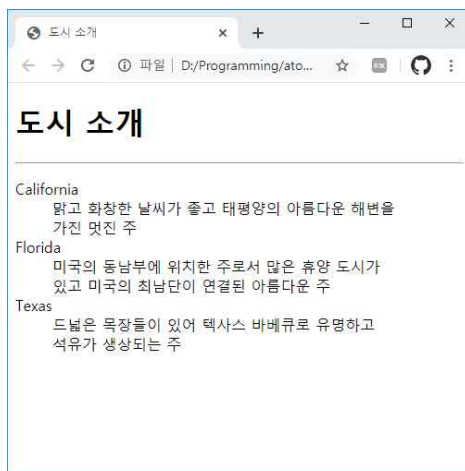 도시 소개
파일 | D:/Programming/ato...
도시 소개
California
맑고 화창한 날씨가 좋고 태평양의 아름다운 해변을
가진 멋진 주
Florida
미국의 동남부에 위치한 주로서 많은 휴양 도시가
있고 미국의 최남단이 연결된 아름다운 주
Texas
드넓은 목장들이 있어 텍사스 바베큐로 유명하고
석유가 생상되는 주